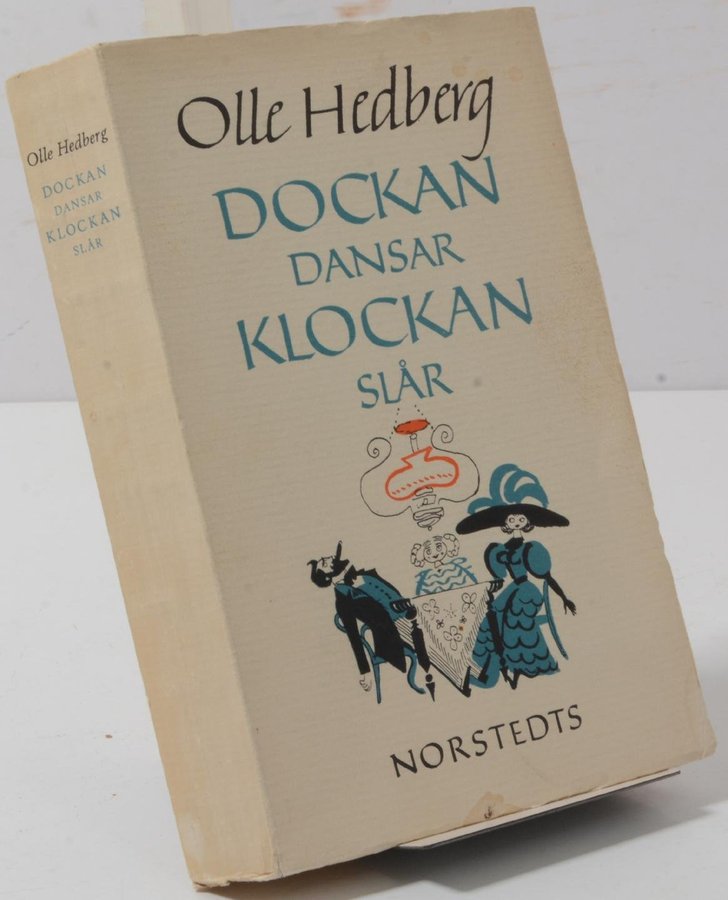 Olle Hedberg
DOCKAN
DANSAR
KLOCKAN
SLÅR
Olle Hedberg
DOCKAN
DANSAR
KLOCKAN
SLÅR
NORSTEDTS